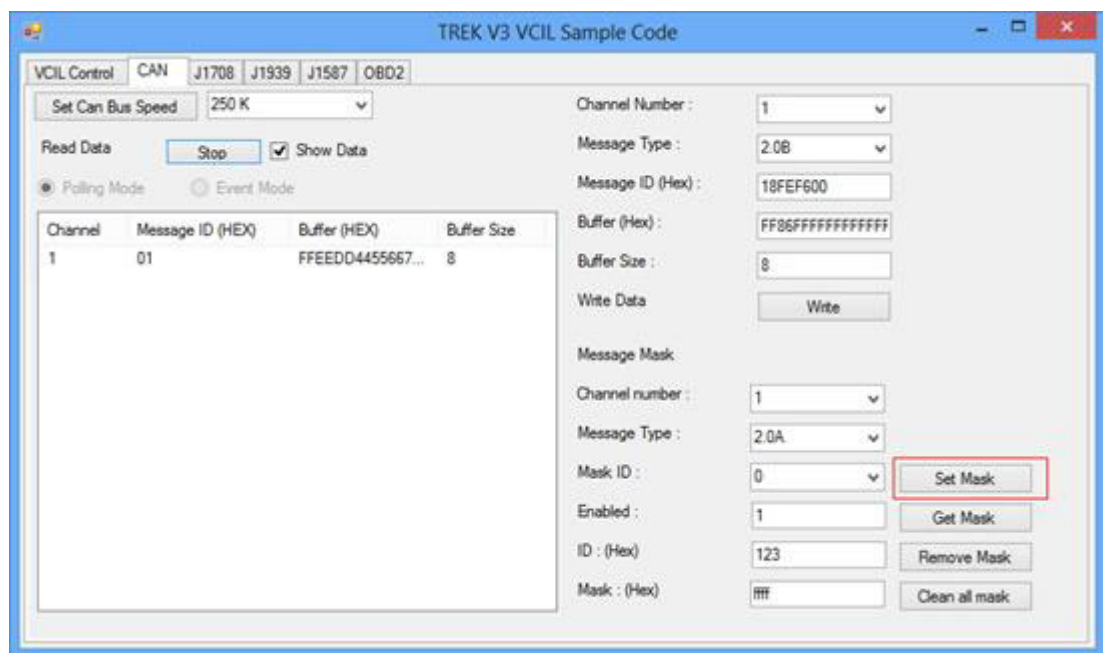 TREK V3 VCIL Sample Code
VCIL Control CAN J1708 J1939 J1587 OBD2
Set Can Bus Speed 250 K
Read Data Stop Show Data
Polling Mode Event Mode
Channel Message ID (HEX) Buffer (HEX) Buffer Size
1 01 FFEEDD4455667... 8
Channel Number : 1
Message Type : 2.0B
Message ID (Hex) : 18FEF600
Buffer (Hex) : FF86FFFFFFFFFFFF
Buffer Size : 8
Write Data Write
Message Mask
Channel number : 1
Message Type : 2.0A
Mask ID : 0 Set Mask
Enabled : 1 Get Mask
ID : (Hex) 123 Remove Mask
Mask : (Hex) ffff Clean all mask